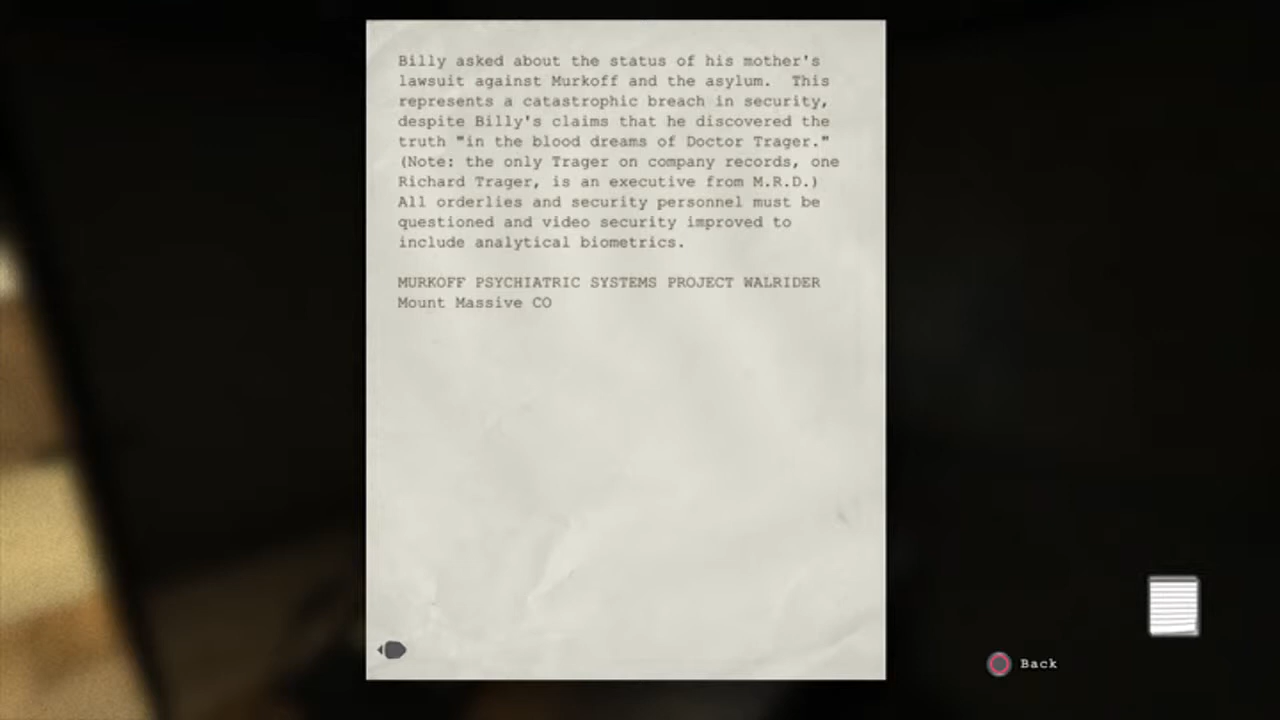 Billy asked about the status of his mother's
lawsuit against Murkoff and the asylum.  This
represents a catastrophic breach in security,
despite Billy's claims that he discovered the
truth "in the blood dreams of Doctor Trager."
(Note: the only Trager on company records, one
Richard Trager, is an executive from M.R.D.)
All orderlies and security personnel must be
questioned and video security improved to
include analytical biometrics.

MURKOFF PSYCHIATRIC SYSTEMS PROJECT WALRIDER
Mount Massive CO
Back